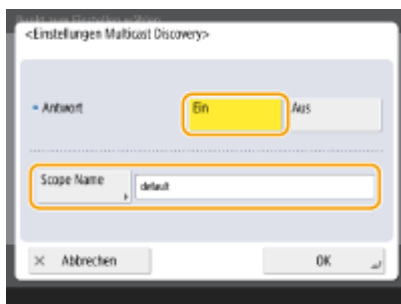 <Einstellungen Multicast Discovery>
Antwort
Ein
Aus
Scope Name
default
× Abbrechen
OK